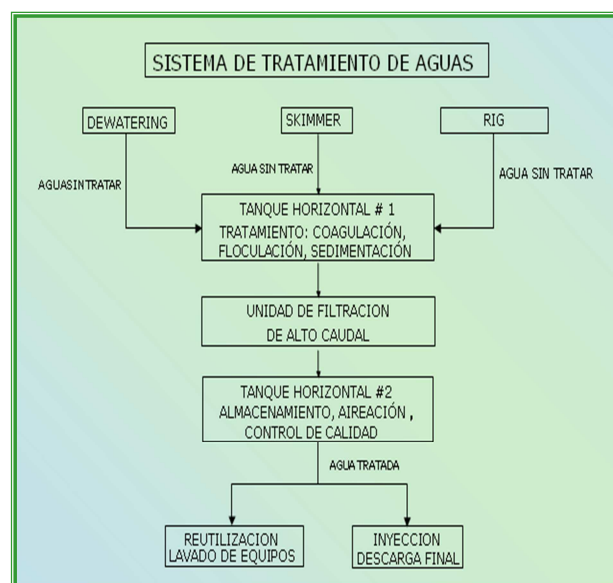 SISTEMA DE TRATAMIENTO DE AGUAS
DEWATERING
SKIMMER
RIG
AGUA SIN TRATAR
AGUA SIN TRATAR
AGUA SIN TRATAR
TANQUE HORIZONTAL # 1
TRATAMIENTO: COAGULACIÓN,
FLOCULACIÓN, SEDIMENTACIÓN
UNIDAD DE FILTRACION
DE ALTO CAUDAL
TANQUE HORIZONTAL #2
ALMACENAMIENTO, AIREACIÓN ,
CONTROL DE CALIDAD
AGUA TRATADA
REUTILIZACION
LAVADO DE EQUIPOS
INYECCION
DESCARGA FINAL